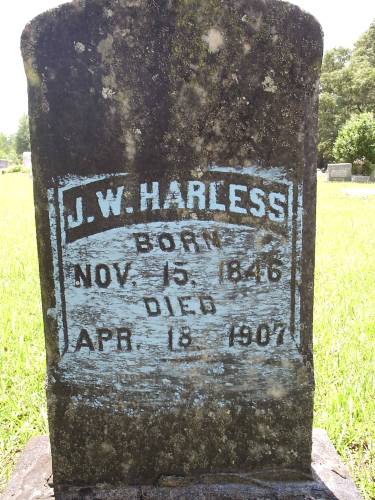 J.W. HARLESS
BORN
NOV. 15, 1846
DIED
APR. 18. 1907